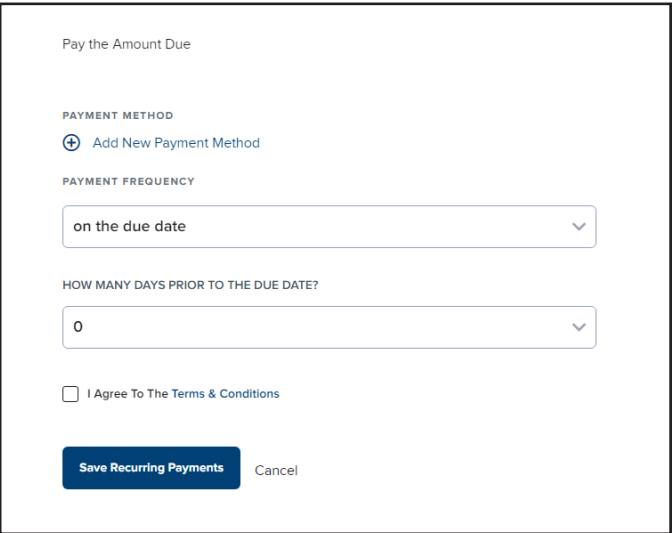 Pay the Amount Due
PAYMENT METHOD
Add New Payment Method
PAYMENT FREQUENCY
on the due date
HOW MANY DAYS PRIOR TO THE DUE DATE?
0
I Agree To The Terms & Conditions
Save Recurring Payments Cancel